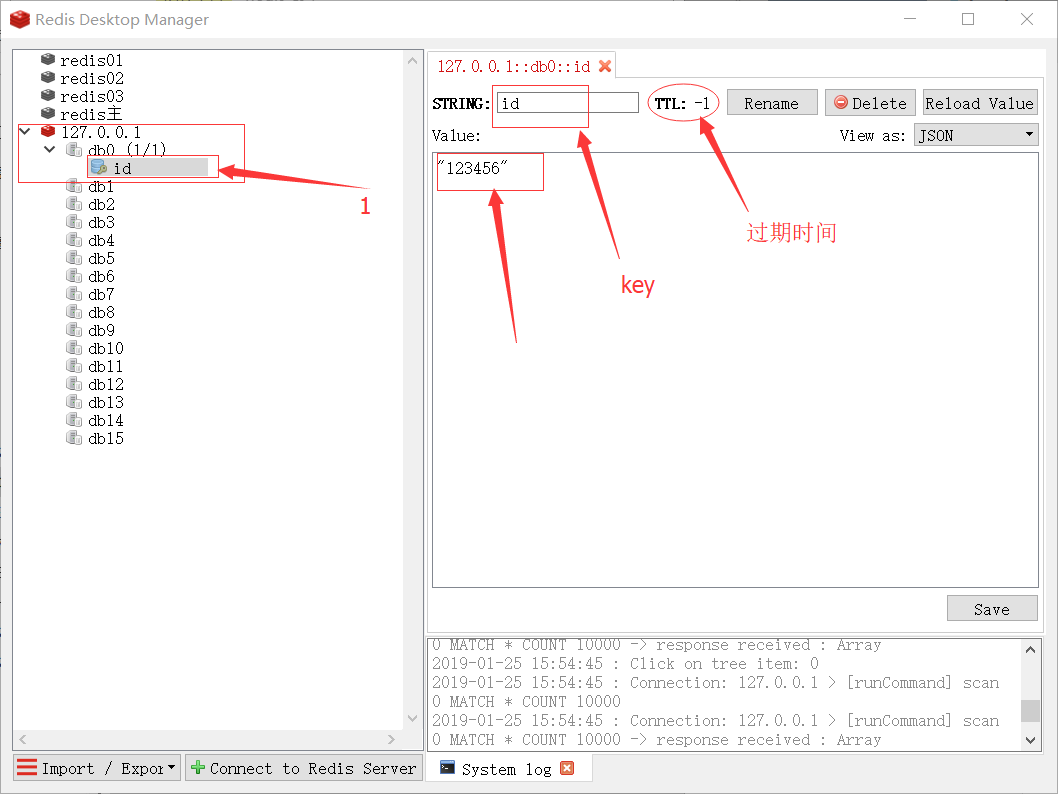 Redis Desktop Manager
redis01
redis02
redis03
redis主
127.0.0.1
db0 (1/1)
id
db1
db2
db3
db4
db5
db6
db7
db8
db9
db10
db11
db12
db13
db14
db15
1
Import / Expor
Connect to Redis Server
127.0.0.1::db0::id
STRING: id TTL: -1 Rename Delete Reload Value
Value: View as: JSON
"123456"
过期时间
key
Save
0 MATCH * COUNT 10000 -> response received : Array
2019-01-25 15:54:45 : Click on tree item: 0
2019-01-25 15:54:45 : Connection: 127.0.0.1 > [runCommand] scan
0 MATCH * COUNT 10000
2019-01-25 15:54:45 : Connection: 127.0.0.1 > [runCommand] scan
0 MATCH * COUNT 10000 -> response received : Array
System log